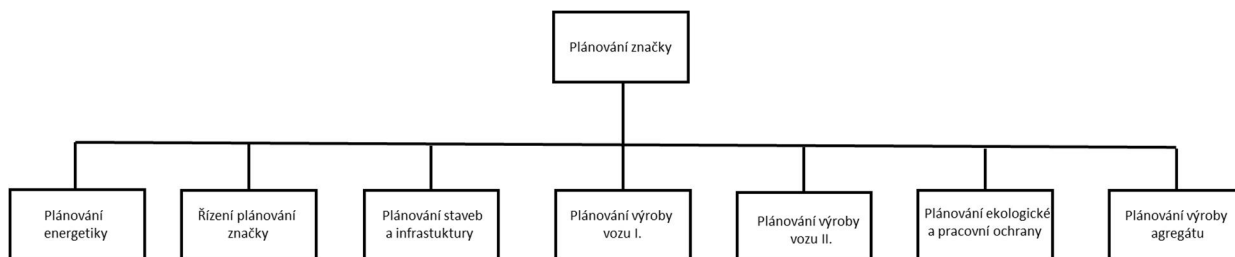 Plánování značky
Plánování
energetiky
Řízení plánování
značky
Plánování staveb
a infrastuktury
Plánování výroby
vozu I.
Plánování výroby
vozu II.
Plánování ekologické
a pracovní ochrany
Plánování výroby
agregátu